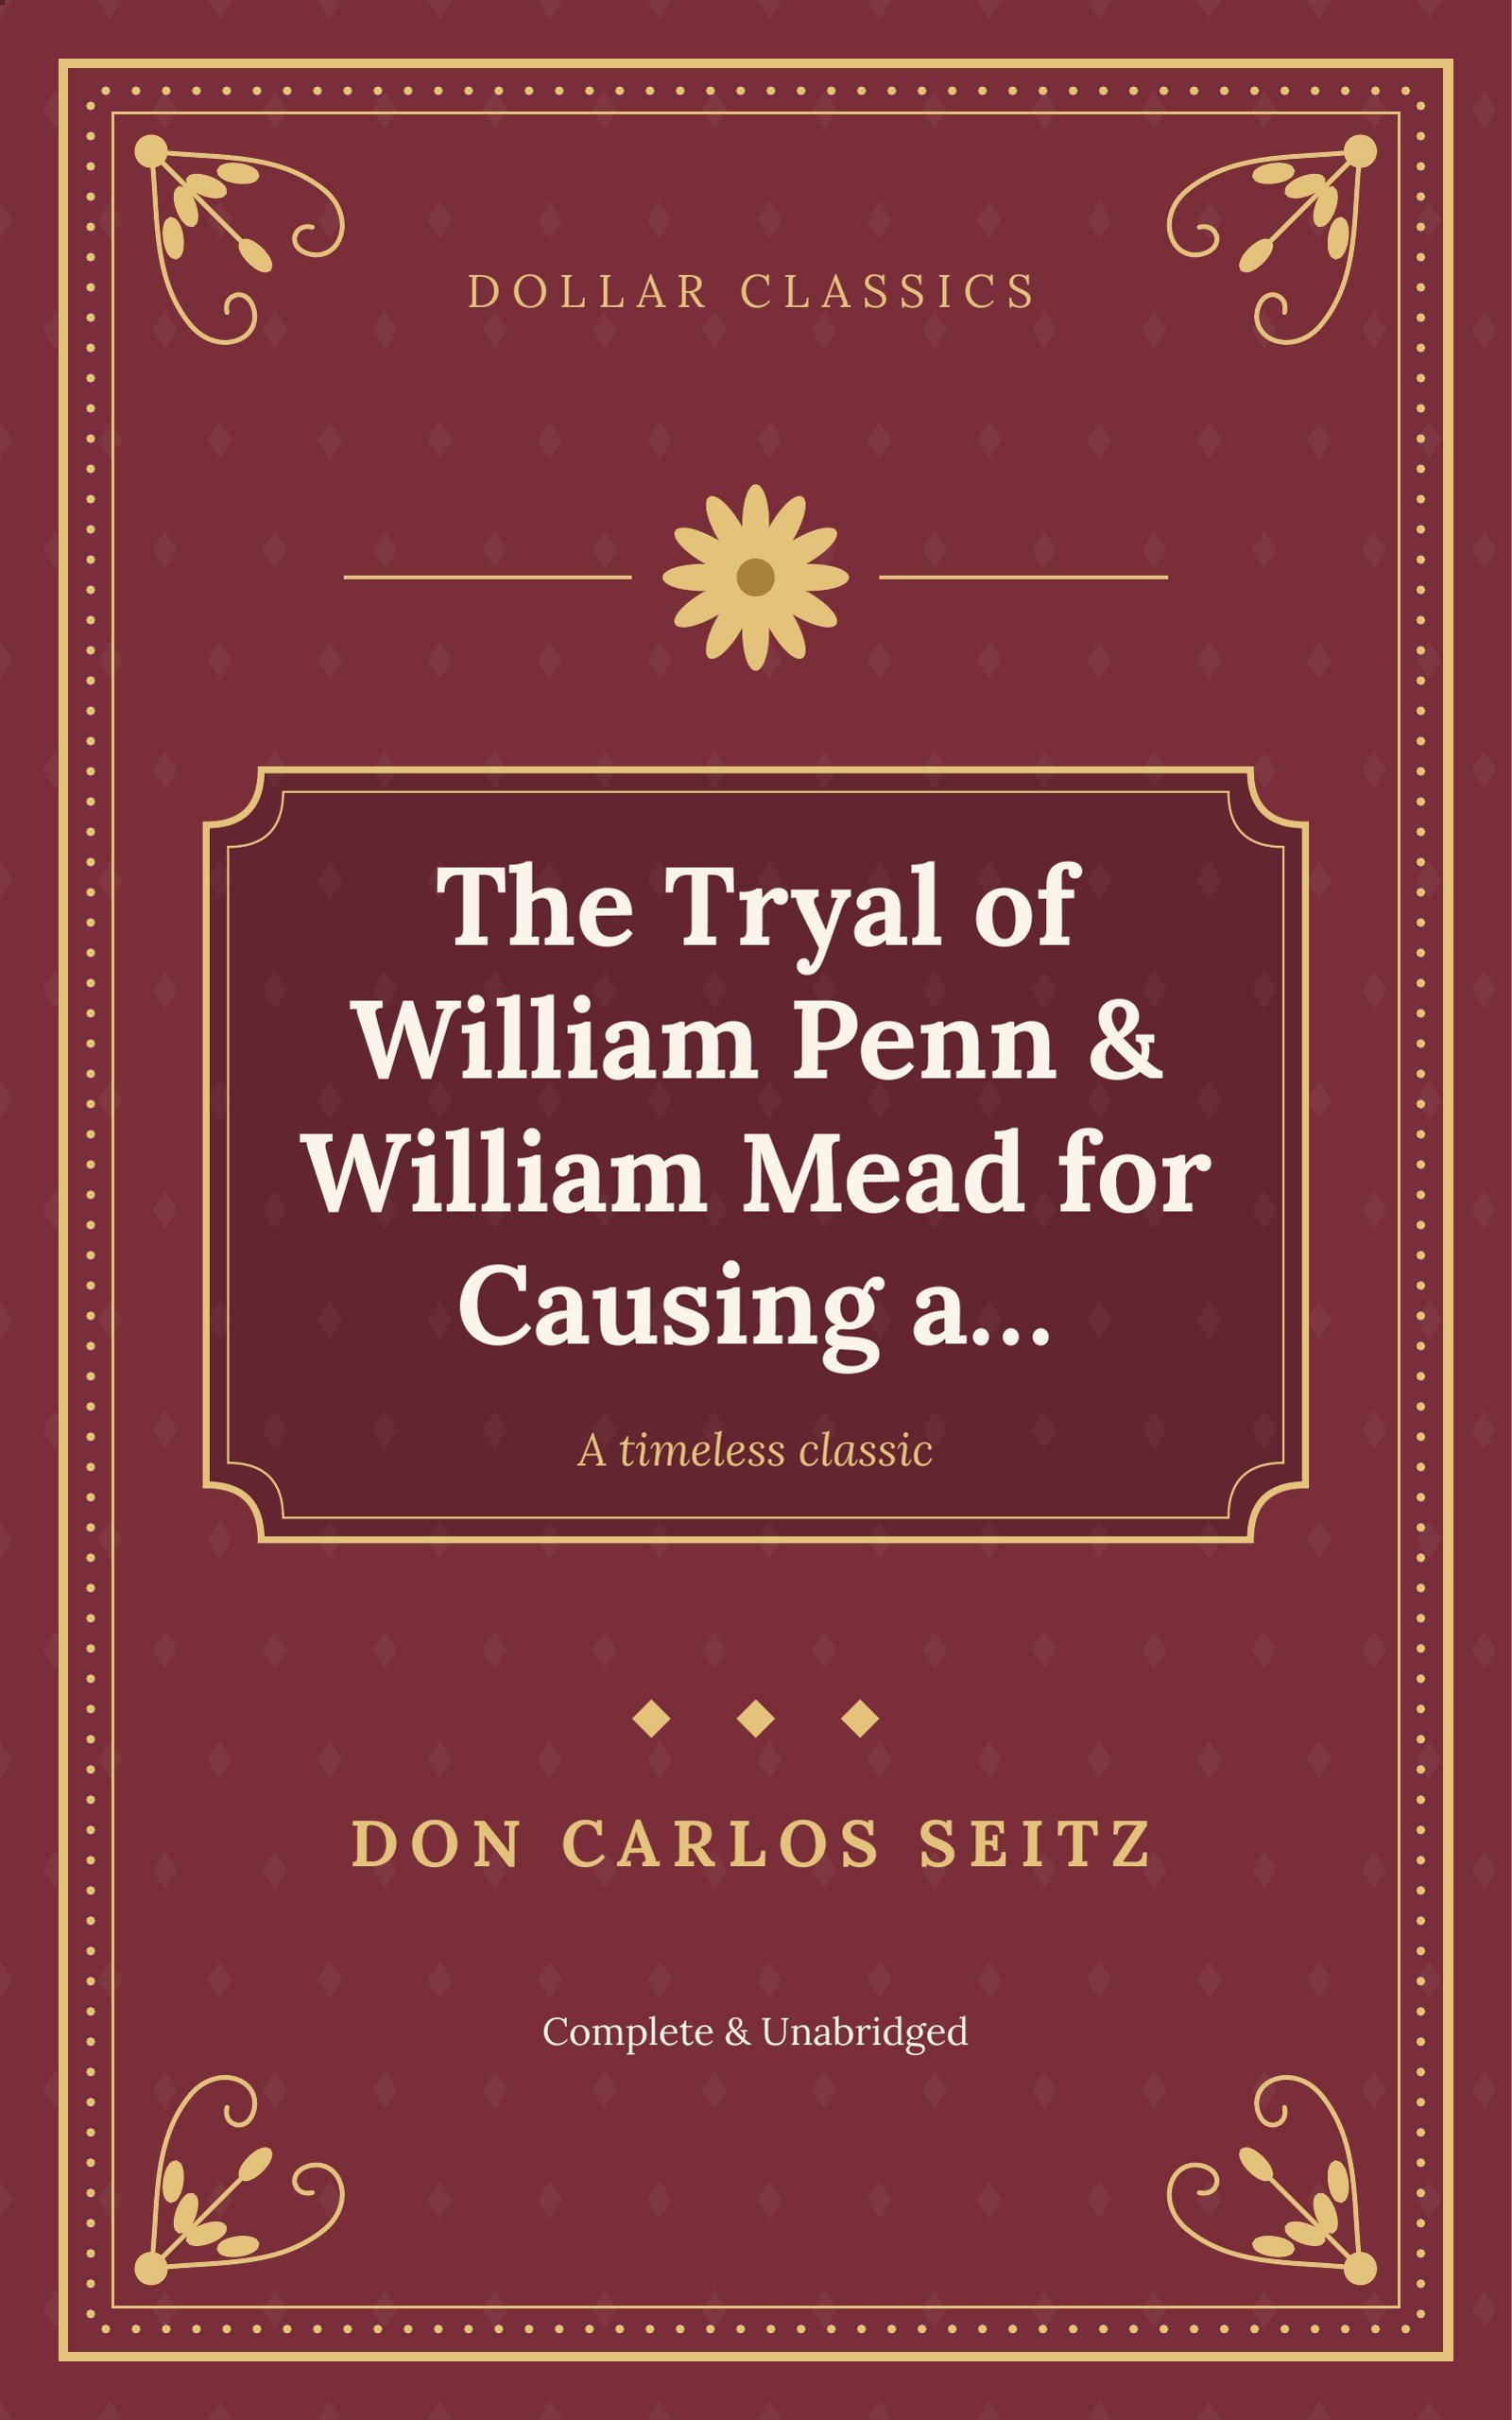 DOLLAR CLASSICS
The Tryal of
William Penn &
William Mead for
Causing a...
A timeless classic
DON CARLOS SEITZ
Complete & Unabridged